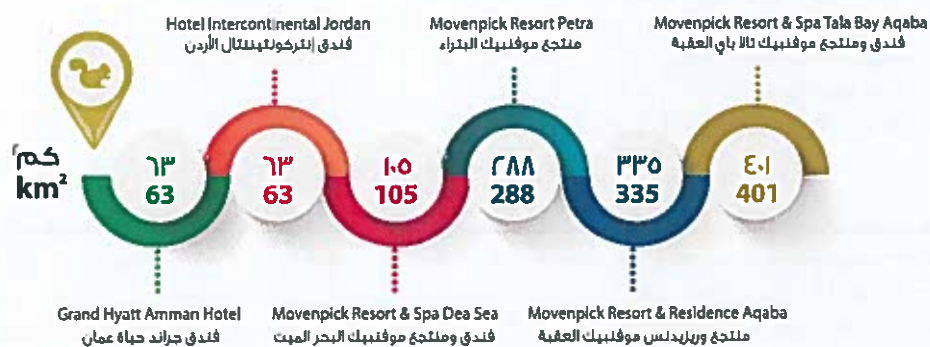 Hotel Intercontinental Jordan
فندق إنتركونتيننتال الأردن
Movenpick Resort Petra
منتجع موفنبيك البتراء
Movenpick Resort & Spa Tala Bay Aqaba
فندق ومنتجع موفنبيك تالا باي العقبة
كم٢
km²
٦٣
63
٦٣
63
١٠٥
105
٢٨٨
288
٣٣٥
335
٤٠١
401
Grand Hyatt Amman Hotel
فندق جراند حياة عمان
Movenpick Resort & Spa Dea Sea
فندق ومنتجع موفنبيك البحر الميت
Movenpick Resort & Residence Aqaba
منتجع وريزيدنس موفنبيك العقبة